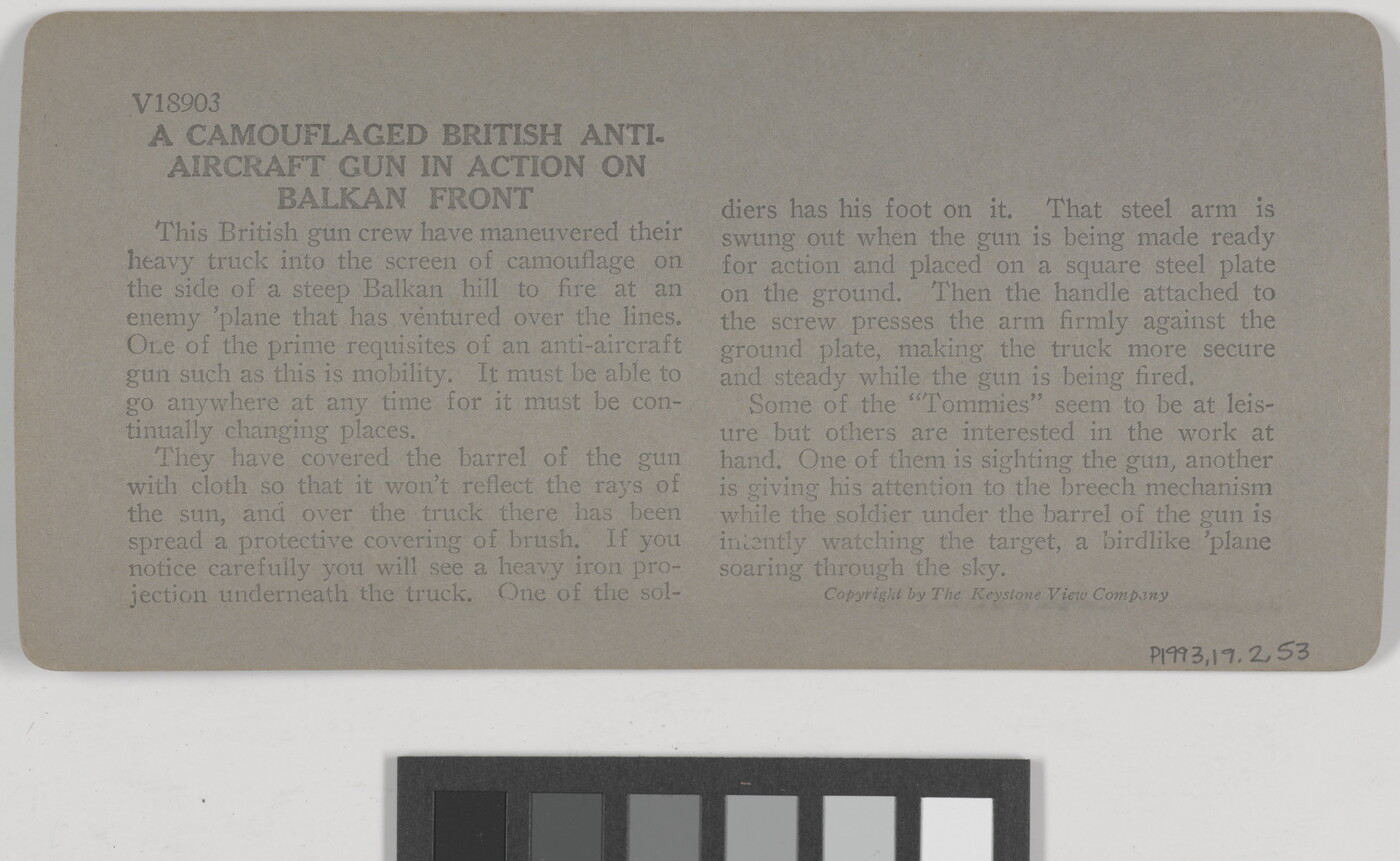 V18903
A CAMOUFLAGED BRITISH ANTI-
AIRCRAFT GUN IN ACTION ON
BALKAN FRONT
This British gun crew have maneuvered their
heavy truck into the screen of camouflage on
the side of a steep Balkan hill to fire at an
enemy 'plane that has ventured over the lines.
One of the prime requisites of an anti-aircraft
gun such as this is mobility. It must be able to
go anywhere at any time for it must be con-
tinually changing places.
They have covered the barrel of the gun
with cloth so that it won't reflect the rays of
the sun, and over the truck there has been
spread a protective covering of brush. If you
notice carefully you will see a heavy iron pro-
jection underneath the truck. One of the sol-
diers has his foot on it. That steel arm is
swung out when the gun is being made ready
for action and placed on a square steel plate
on the ground. Then the handle attached to
the screw presses the arm firmly against the
ground plate, making the truck more secure
and steady while the gun is being fired.
Some of the “Tommies” seem to be at leis-
ure but others are interested in the work at
hand. One of them is sighting the gun, another
is giving his attention to the breech mechanism
while the soldier under the barrel of the gun is
intently watching the target, a birdlike 'plane
soaring through the sky.
Copyright by The Keystone View Company
P1993,19.2,53